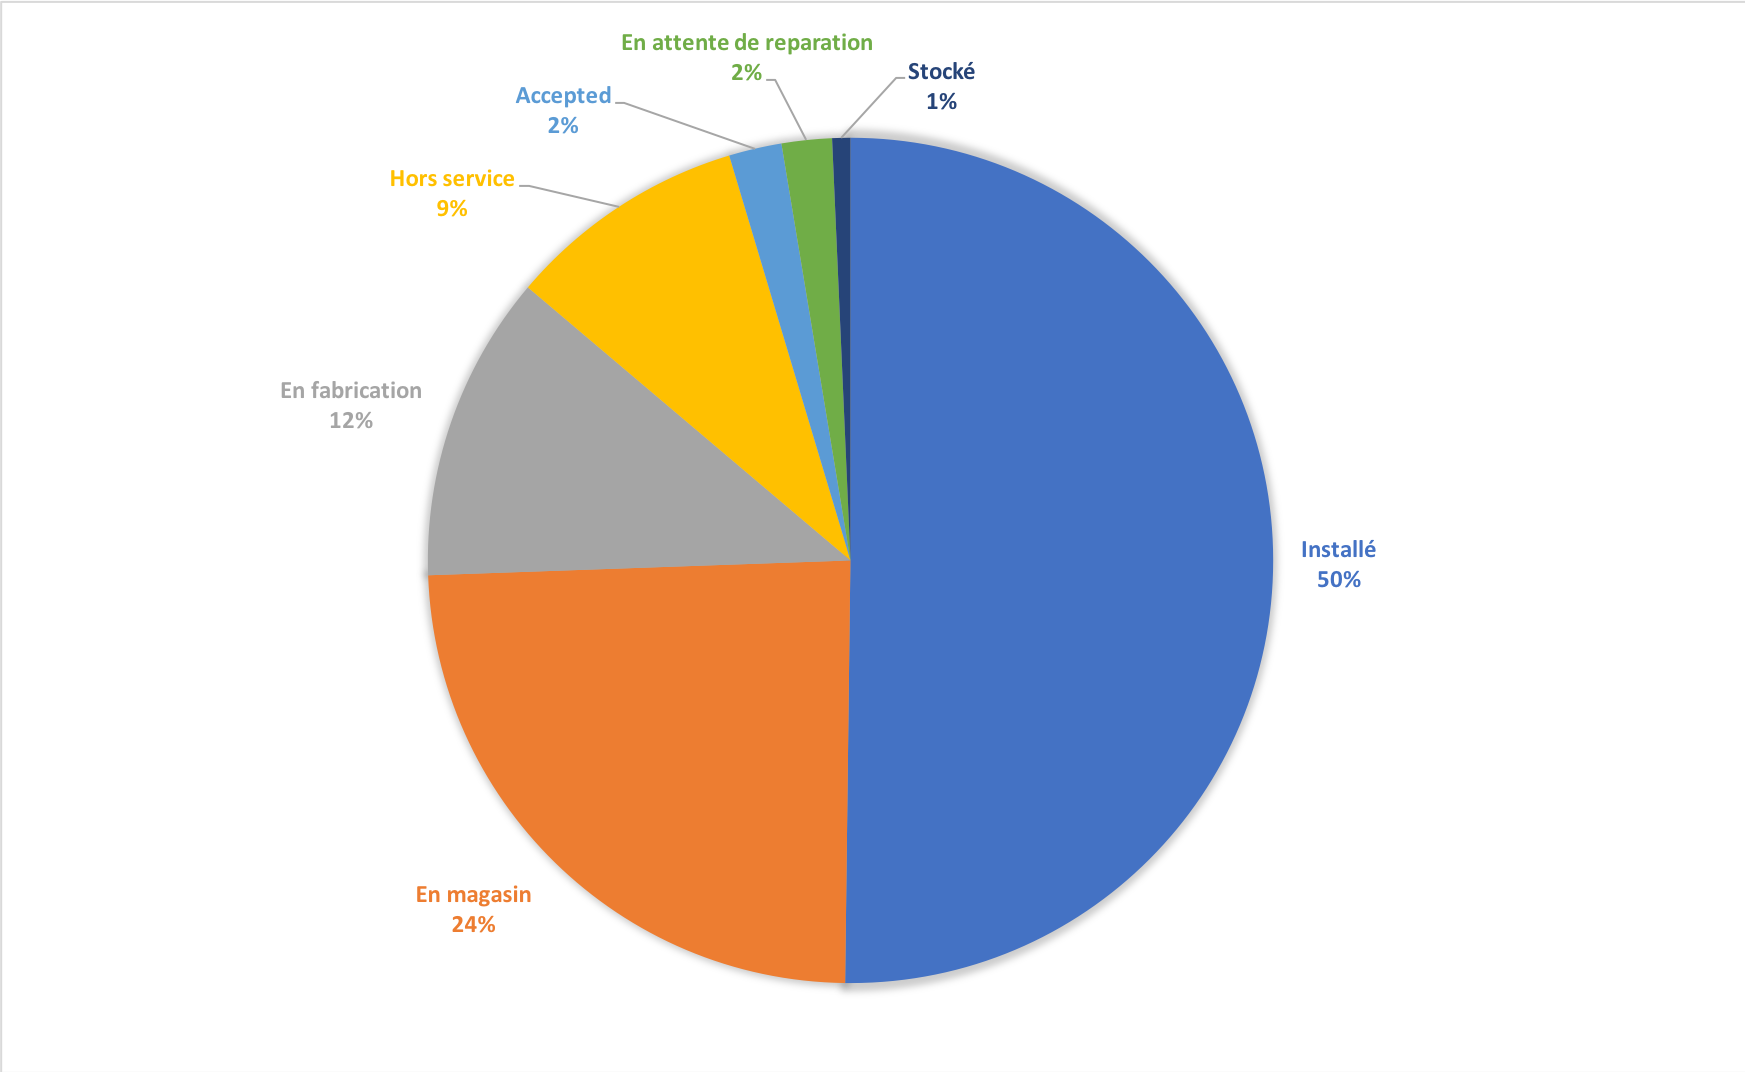 En attente de reparation
2%
Stocké
1%
Accepted
2%
Hors service
9%
En fabrication
12%
Installé
50%
En magasin
24%